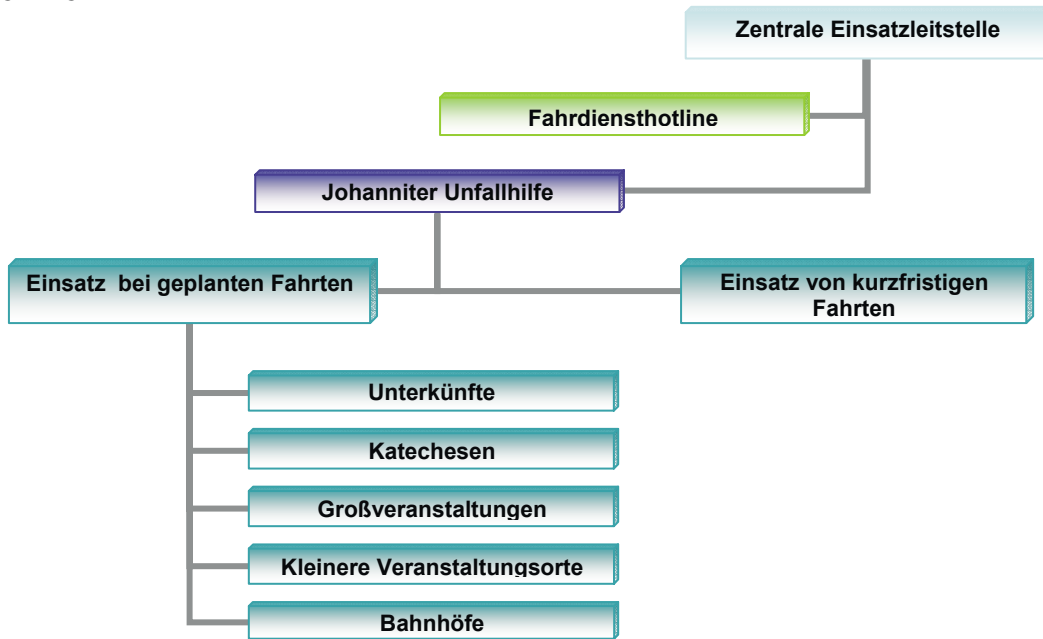 Zentrale Einsatzleitstelle
Fahrdiensthotline
Johanniter Unfallhilfe
Einsatz bei geplanten Fahrten
Einsatz von kurzfristigen
Fahrten
Unterkünfte
Katechesen
Großveranstaltungen
Kleinere Veranstaltungsorte
Bahnhöfe